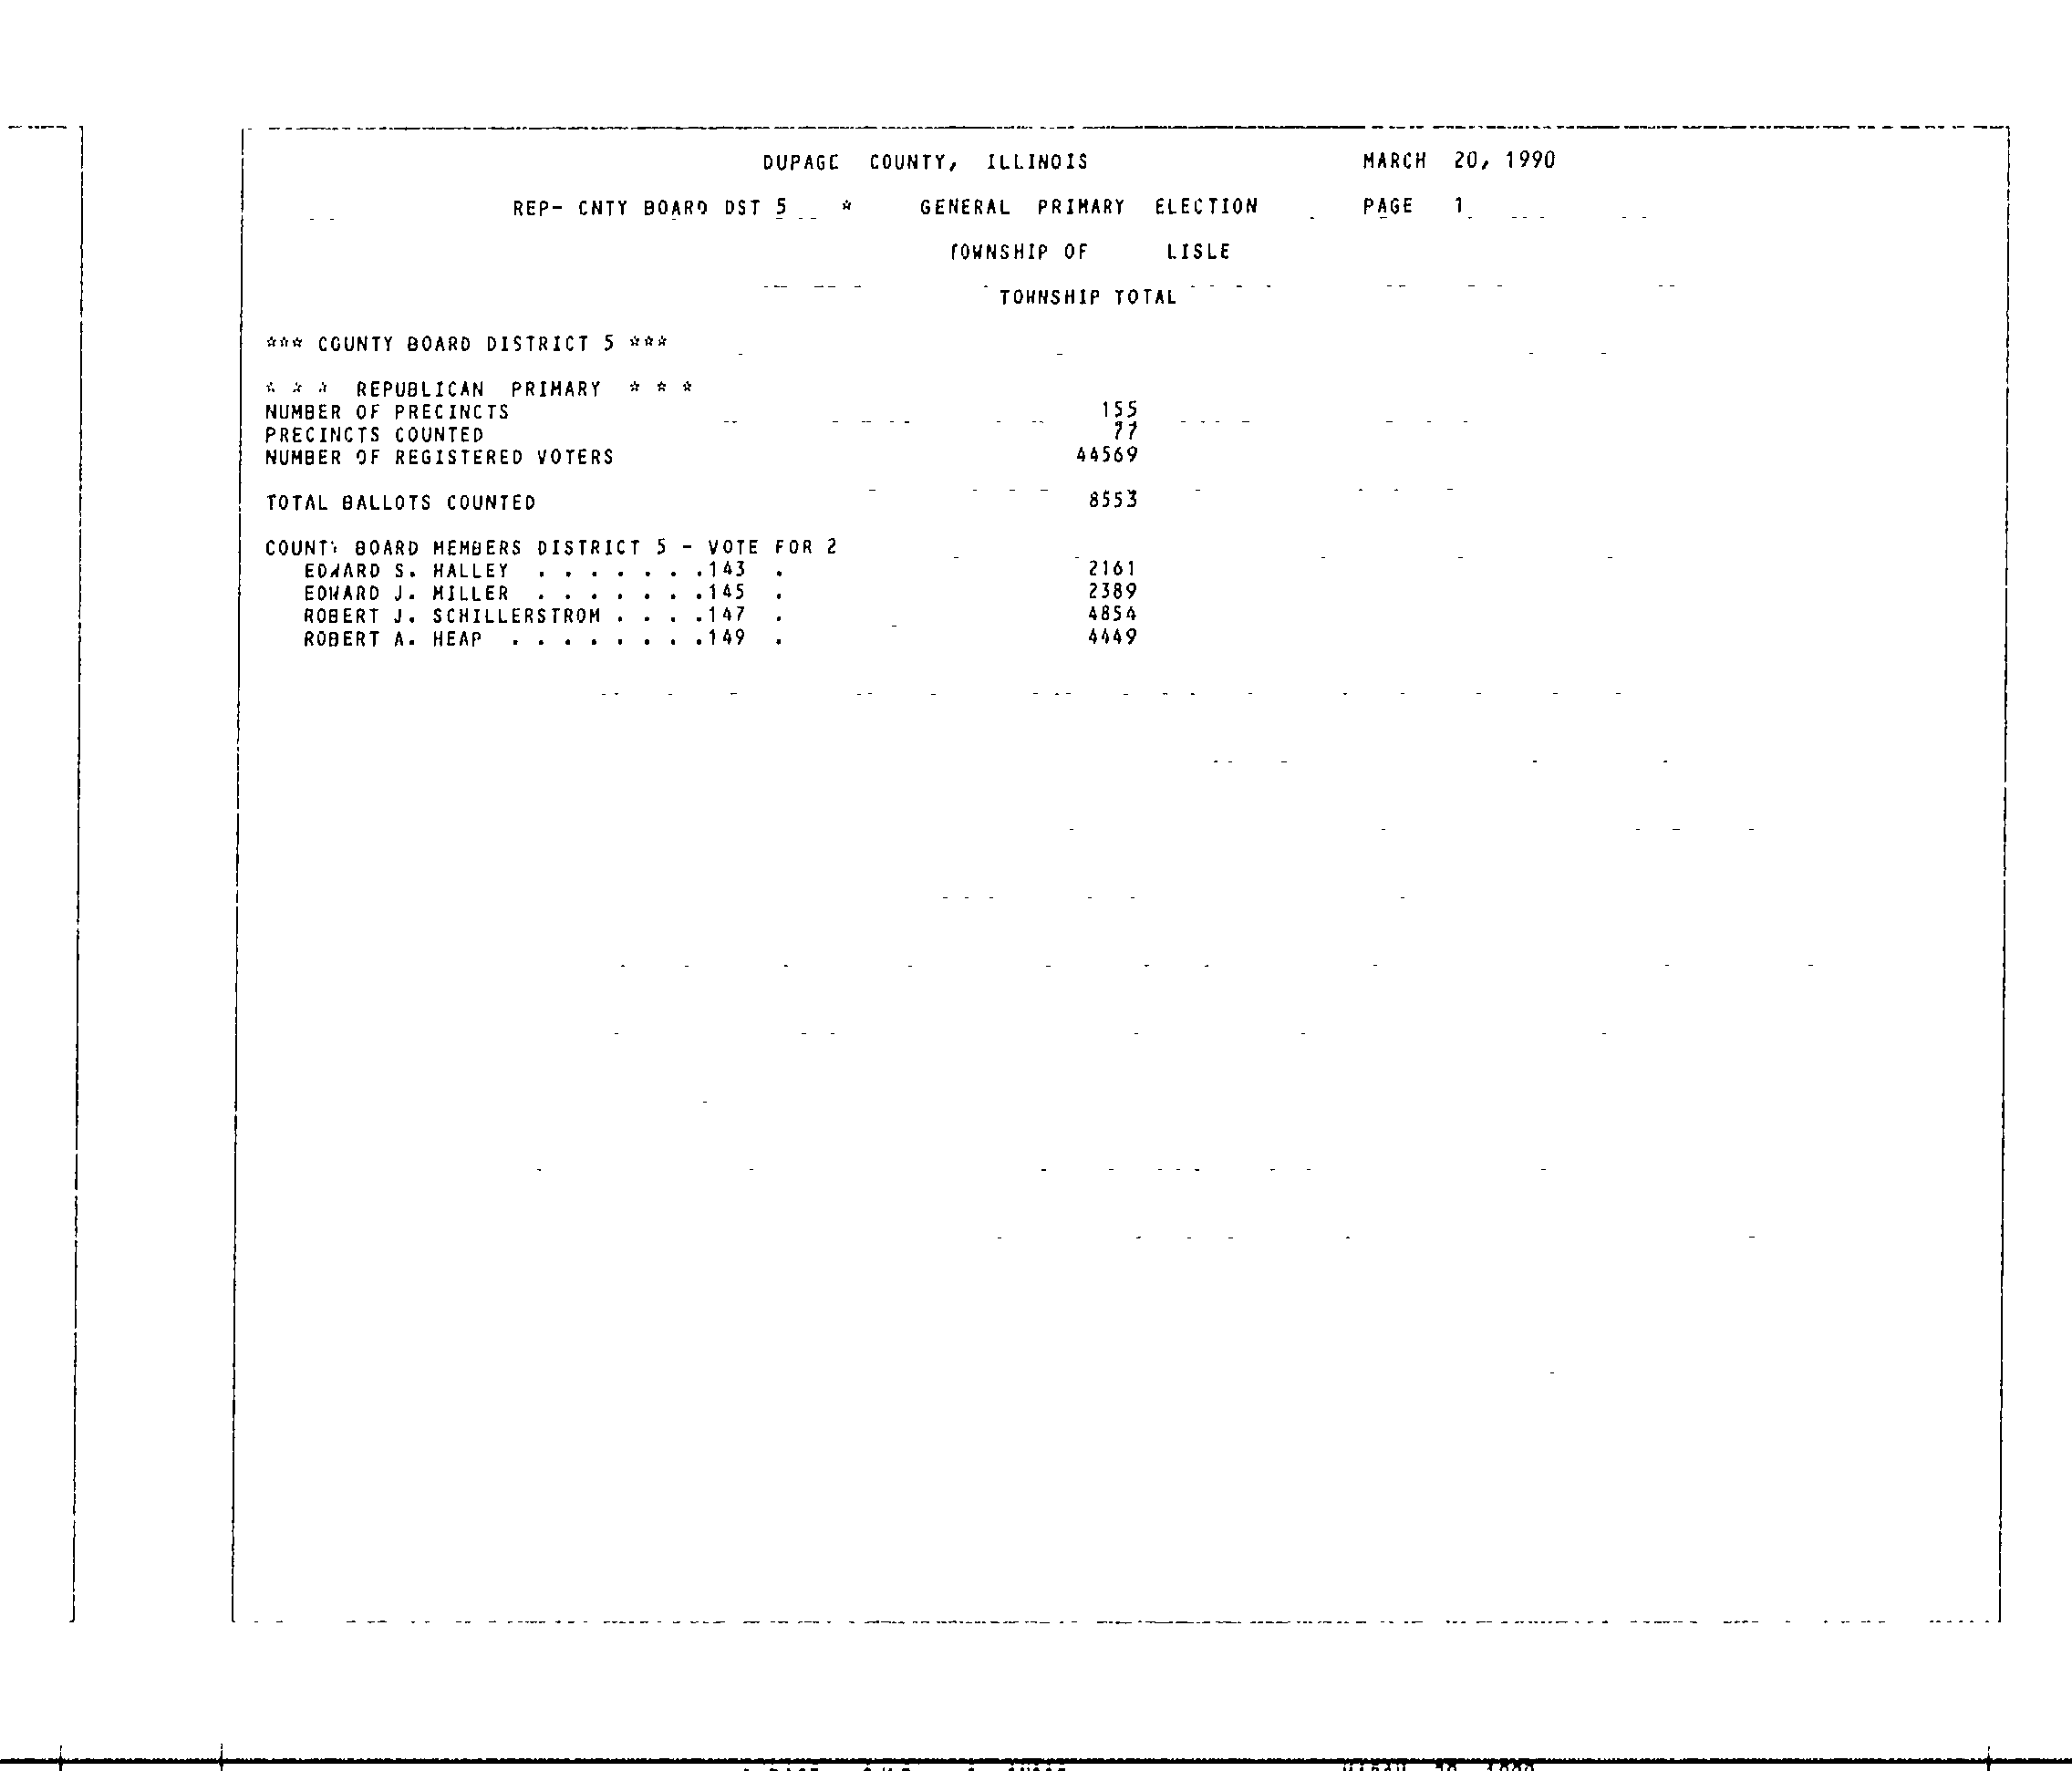 DUPAGE COUNTY, ILLINOIS MARCH 20, 1990
REP- CNTY BOARD DST 5 * GENERAL PRIMARY ELECTION PAGE 1
TOWNSHIP OF LISLE
TOWNSHIP TOTAL
*** COUNTY BOARD DISTRICT 5 ***
* * * REPUBLICAN PRIMARY * * *
NUMBER OF PRECINCTS 155
PRECINCTS COUNTED 77
NUMBER OF REGISTERED VOTERS 44569
TOTAL BALLOTS COUNTED 8553
COUNTY BOARD MEMBERS DISTRICT 5 - VOTE FOR 2
EDWARD S. HALLEY . . . . . . .143 . 2161
EDWARD J. MILLER . . . . . . .145 . 2389
ROBERT J. SCHILLERSTROM . . . .147 . 4854
ROBERT A. HEAP . . . . . . . .149 . 4449